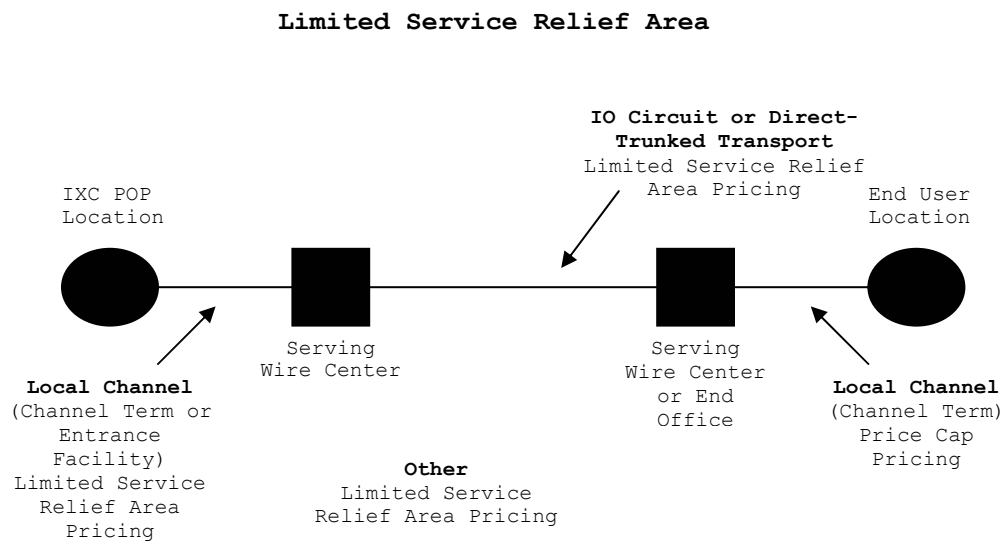 Limited Service Relief Area
IO Circuit or Direct-
Trunked Transport
Limited Service Relief
Area Pricing
IXC POP
Location
End User
Location
Serving
Wire Center
Serving
Wire Center
or End
Office
Local Channel
(Channel Term or
Entrance
Facility)
Limited Service
Relief Area
Pricing
Other
Limited Service
Relief Area Pricing
Local Channel
(Channel Term)
Price Cap
Pricing